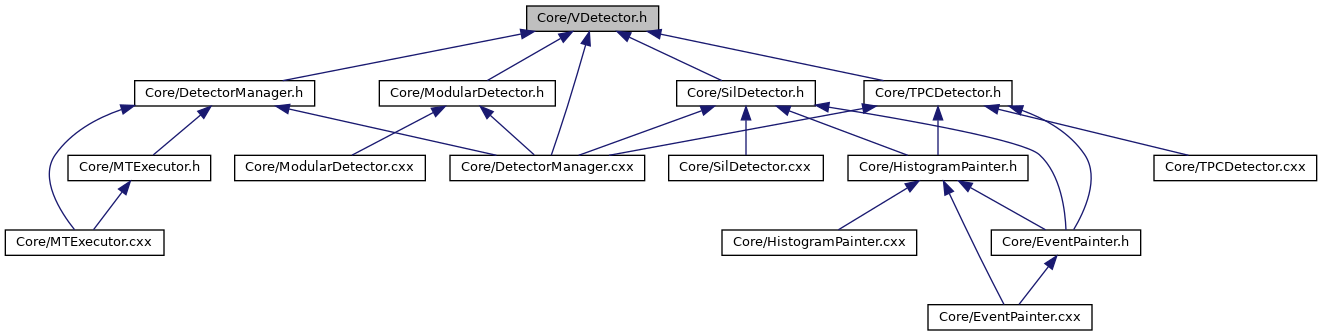 Core/VDetector.h
Core/DetectorManager.h
Core/ModularDetector.h
Core/SilDetector.h
Core/TPCDetector.h
Core/MTExecutor.h
Core/ModularDetector.cxx
Core/DetectorManager.cxx
Core/SilDetector.cxx
Core/HistogramPainter.h
Core/TPCDetector.cxx
Core/MTExecutor.cxx
Core/HistogramPainter.cxx
Core/EventPainter.h
Core/EventPainter.cxx